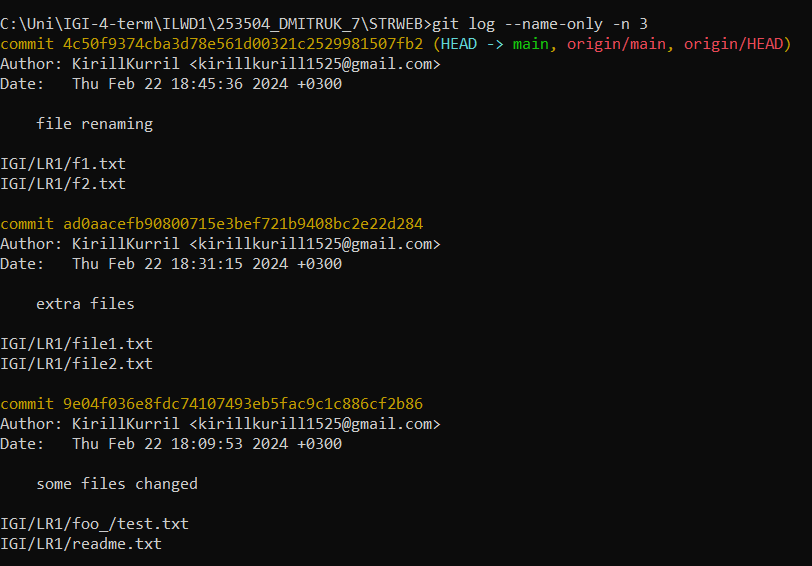 C:\Uni\IGI-4-term\ILWD1\253504_DMITRUK_7\STRWEB>git log --name-only -n 3
commit 4c50f9374cba3d78e561d00321c2529981507fb2 (HEAD -> main, origin/main, origin/HEAD)
Author: KirillKurril <kirillkurill1525@gmail.com>
Date:   Thu Feb 22 18:45:36 2024 +0300
file renaming
IGI/LR1/f1.txt
IGI/LR1/f2.txt
commit ad0aacefb90800715e3bef721b9408bc2e22d284
Author: KirillKurril <kirillkurill1525@gmail.com>
Date:   Thu Feb 22 18:31:15 2024 +0300
extra files
IGI/LR1/file1.txt
IGI/LR1/file2.txt
commit 9e04f036e8fdc74107493eb5fac9c1c886cf2b86
Author: KirillKurril <kirillkurill1525@gmail.com>
Date:   Thu Feb 22 18:09:53 2024 +0300
some files changed
IGI/LR1/foo_/test.txt
IGI/LR1/readme.txt